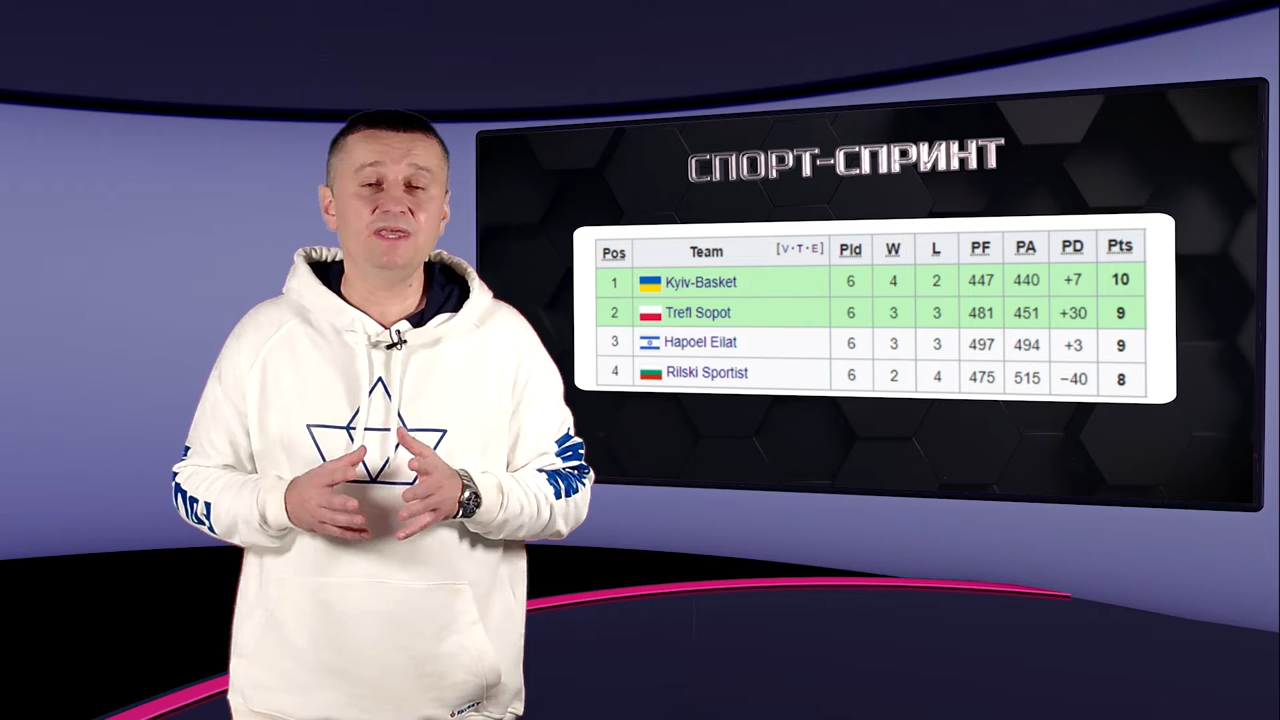 СПОРТ-СПРИНТ
Pos Team [V·T·E] Pld W L PF PA PD Pts
1 Kyiv-Basket 6 4 2 447 440 +7 10
2 Trefl Sopot 6 3 3 481 451 +30 9
3 Hapoel Eilat 6 3 3 497 494 +3 9
4 Rilski Sportist 6 2 4 475 515 −40 8